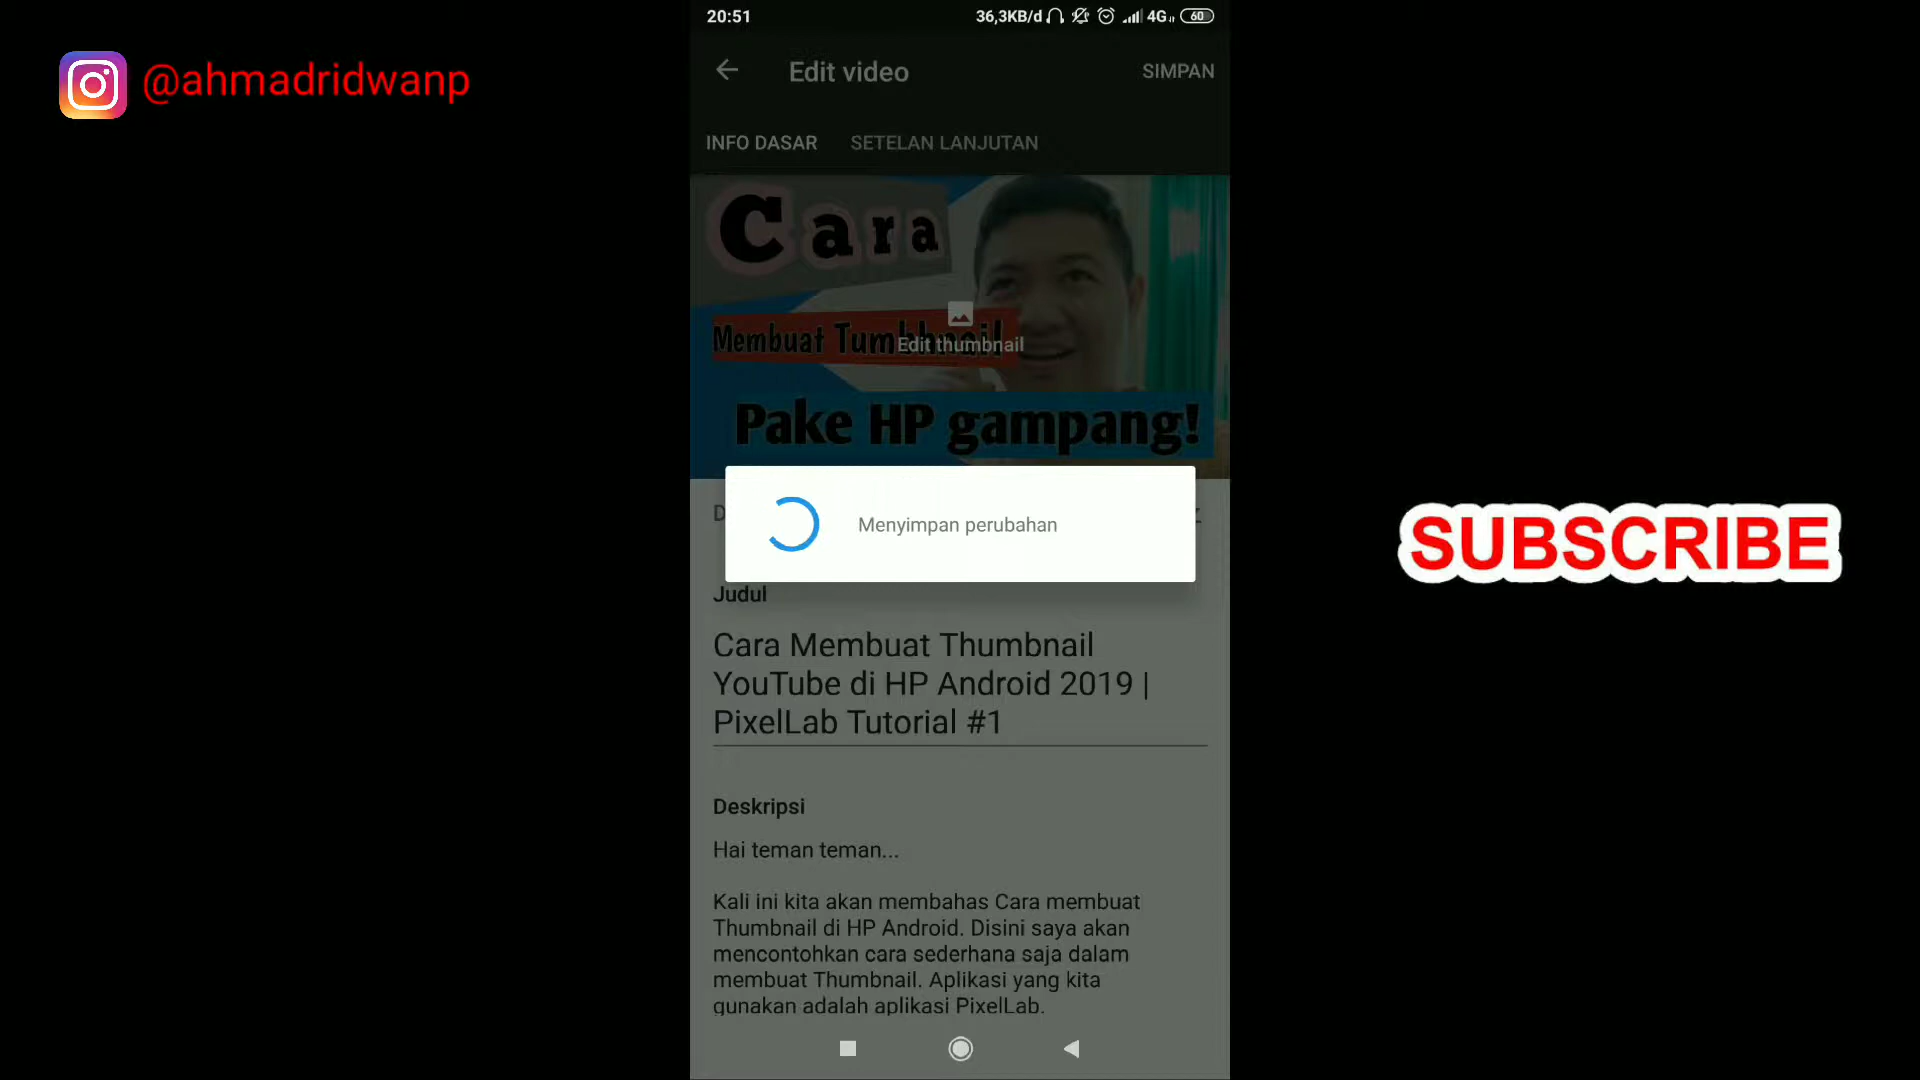 @ahmadridwanp
20:51
36,3KB/d
4G
60
Edit video
SIMPAN
INFO DASAR
SETELAN LANJUTAN
Cara
Membuat Tumbhnail
Edit thumbnail
Pake HP gampang!
Menyimpan perubahan
Judul
Cara Membuat Thumbnail
YouTube di HP Android 2019 |
PixelLab Tutorial #1
Deskripsi
Hai teman teman...
Kali ini kita akan membahas Cara membuat
Thumbnail di HP Android. Disini saya akan
mencontohkan cara sederhana saja dalam
membuat Thumbnail. Aplikasi yang kita
gunakan adalah aplikasi PixelLab.
SUBSCRIBE